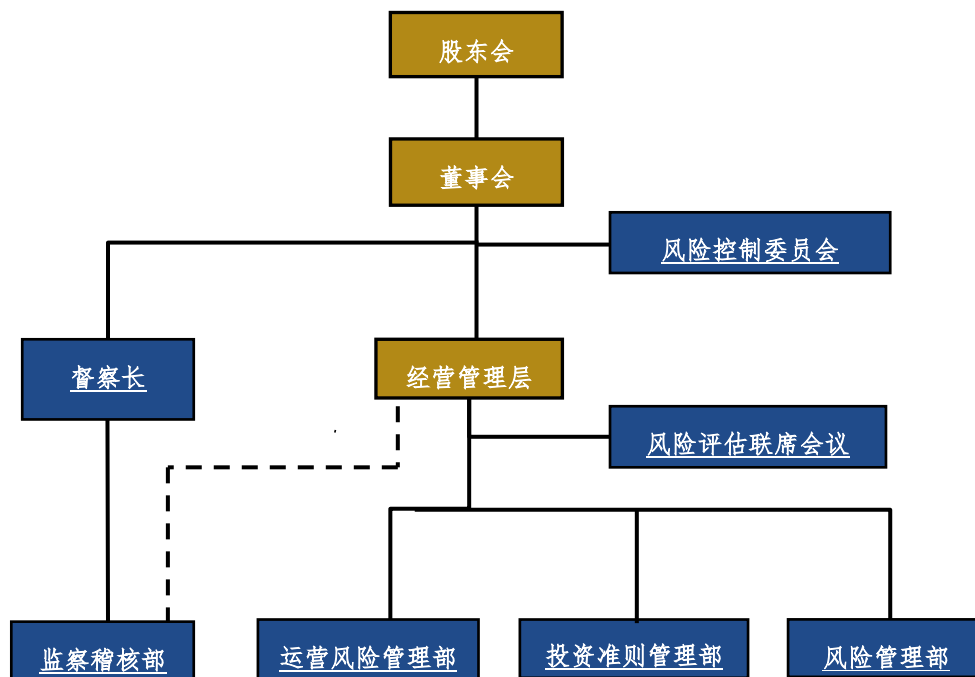 股东会
董事会
风险控制委员会
督察长
经营管理层
风险评估联席会议
监察稽核部
运营风险管理部
投资准则管理部
风险管理部